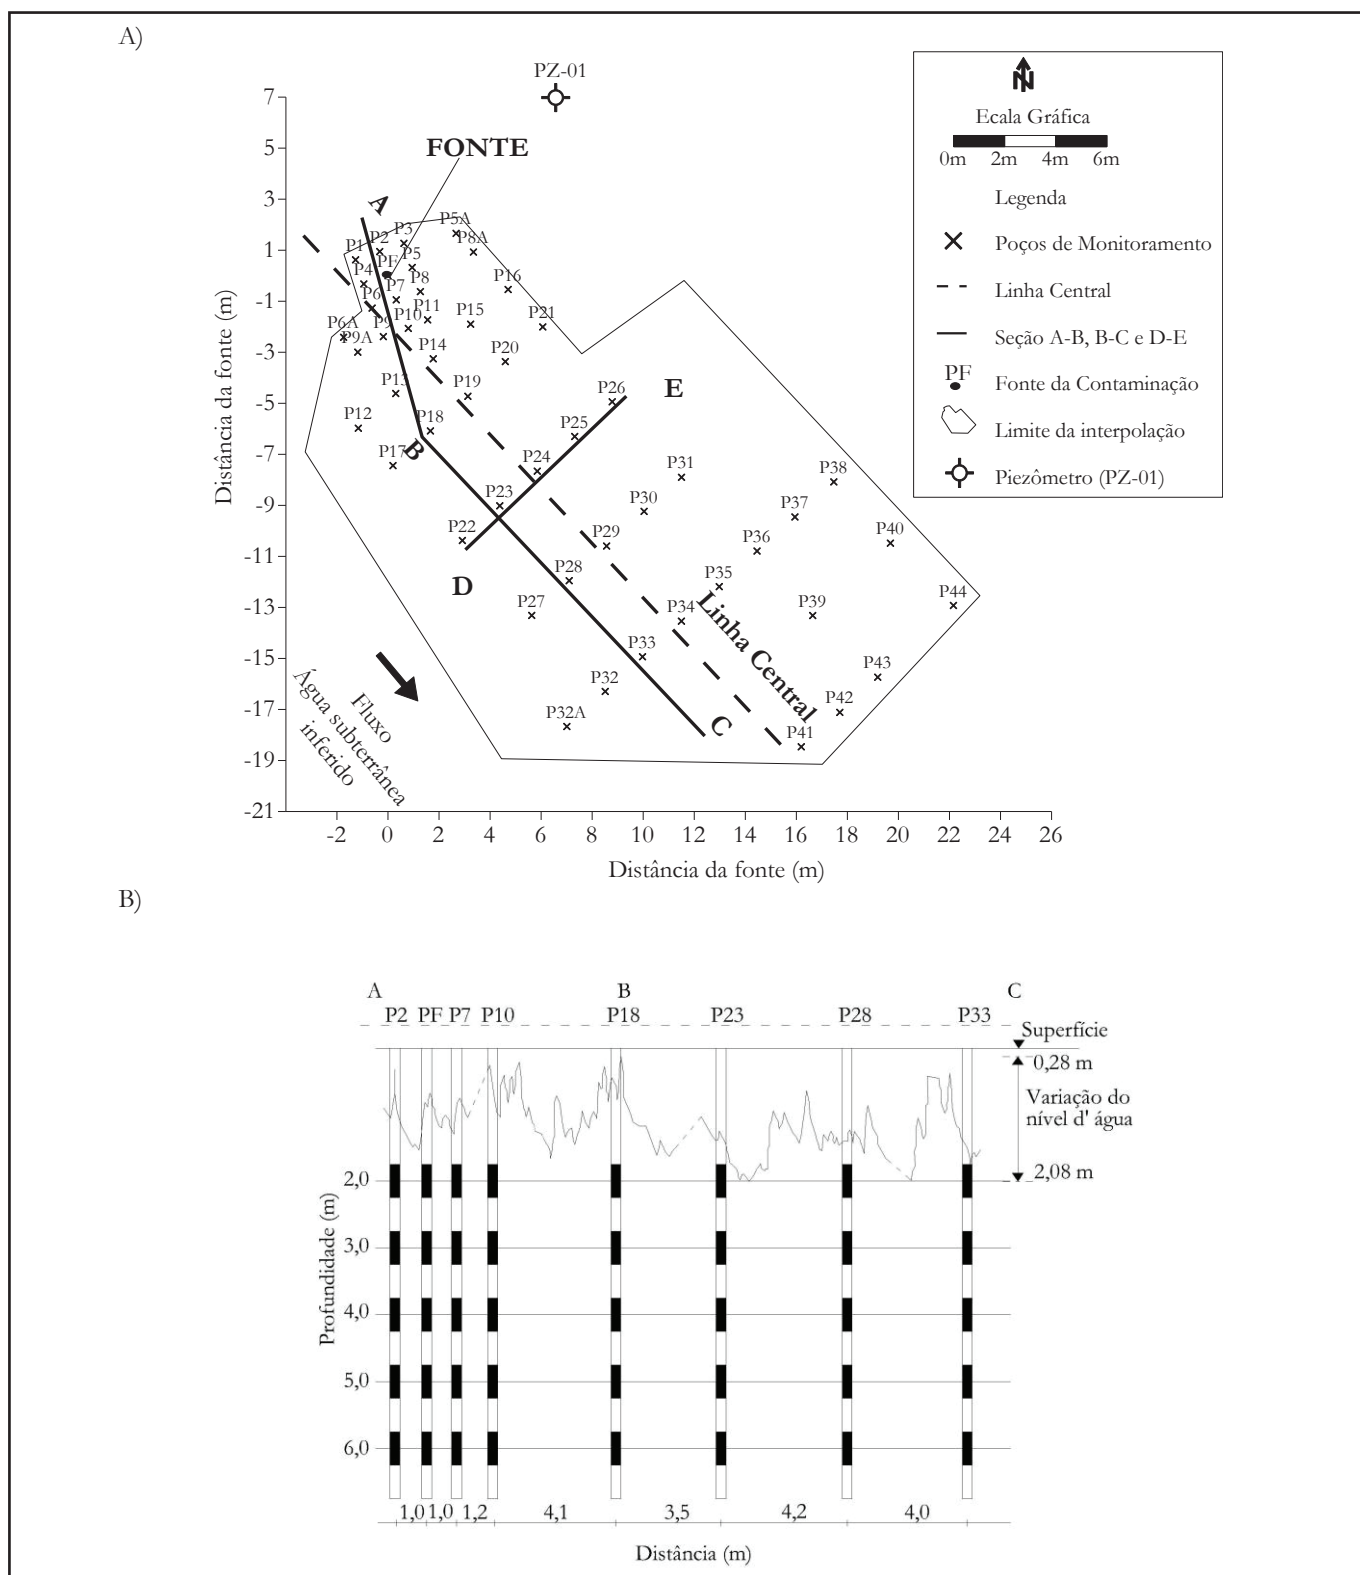 A)
PZ-01
FONTE
7
5
3
1
-1
-3
-5
-7
-9
-11
-13
-15
-17
-19
-21
Distância da fonte (m)
A
P5A
P3
P1
P2
P8A
P4
PF
P5
P6
P7
P8
P16
P6A
P9
P10
P11
P15
P21
P9A
P14
P20
P13
P19
P26
E
P12
P18
P25
P17
B
P24
P31
P38
P23
P30
P37
P22
P29
P36
P40
D
P28
P35
P44
P27
P34
P39
Linha Central
P33
P43
P32
P42
P32A
C
P41
Fluxo
Água subterrânea
inferido
-2
0
2
4
6
8
10
12
14
16
18
20
22
24
26
Distância da fonte (m)
N
Ecala Gráfica
0m 2m 4m 6m
Legenda
Poços de Monitoramento
Linha Central
Seção A-B, B-C e D-E
PF
Fonte da Contaminação
Limite da interpolação
Piezômetro (PZ-01)
B)
A B C
P2 PF P7 P10 P18 P23 P28 P33
Superfície
0,28 m
Variação do
nível d' água
2,08 m
2,0
3,0
4,0
5,0
6,0
Profundidade (m)
1,0 1,0 1,2 4,1 3,5 4,2 4,0
Distância (m)